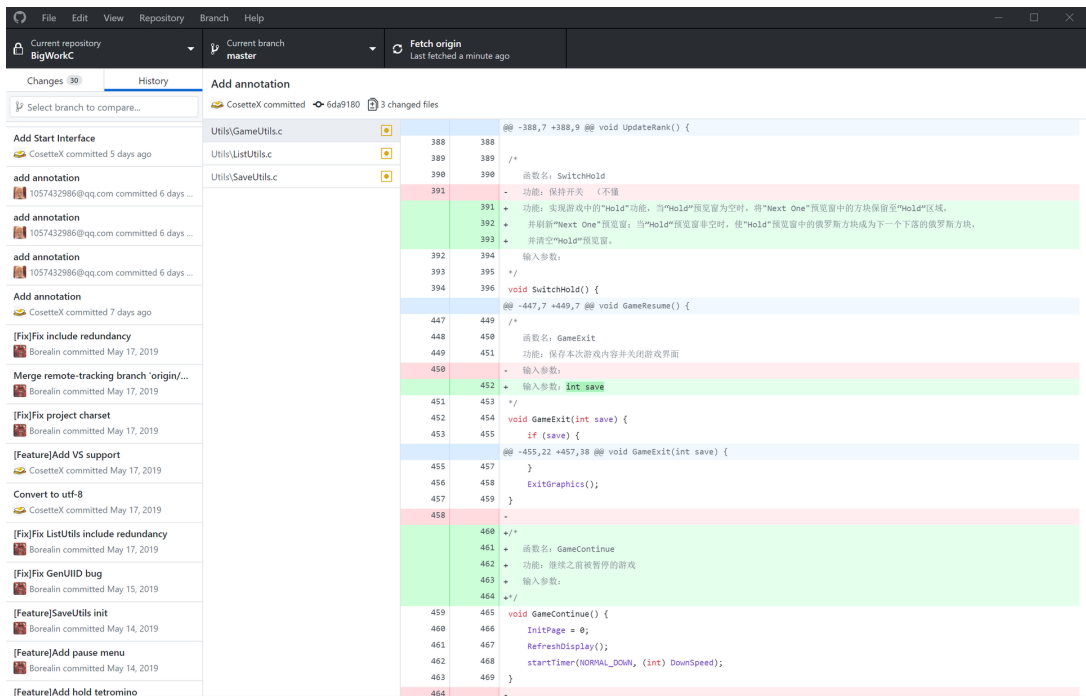 File Edit View Repository Branch Help
Current repository
BigWorkC
Current branch
master
Fetch origin
Last fetched a minute ago
Changes 30 History
Select branch to compare...
Add Start Interface
CosetteX committed 5 days ago
add annotation
1057432986@qq.com committed 6 days ...
add annotation
1057432986@qq.com committed 6 days ...
add annotation
1057432986@qq.com committed 6 days ...
Add annotation
CosetteX committed 7 days ago
[Fix]Fix include redundancy
Borealin committed May 17, 2019
Merge remote-tracking branch 'origin/...
Borealin committed May 17, 2019
[Fix]Fix project charset
Borealin committed May 17, 2019
[Feature]Add VS support
CosetteX committed May 17, 2019
Convert to utf-8
CosetteX committed May 17, 2019
[Fix]Fix ListUtils include redundancy
Borealin committed May 17, 2019
[Fix]Fix GenUIID bug
Borealin committed May 15, 2019
[Feature]SaveUtils init
Borealin committed May 14, 2019
[Feature]Add pause menu
Borealin committed May 14, 2019
[Feature]Add hold tetromino
Add annotation
CosetteX committed 6da9180 3 changed files
Utils\GameUtils.c
Utils\ListUtils.c
Utils\SaveUtils.c
@@ -388,7 +388,9 @@ void UpdateRank() {
388 388
389 389 /*
390 390 函数名：SwitchHold
391 - 功能：保持开关 （不懂
391 + 功能：实现游戏中的"Hold"功能，当“Hold”预览窗为空时，将"Next One"预览窗中的方块保留至“Hold”区域，
392 + 并刷新“Next One"预览窗；当“Hold”预览窗非空时，使"Hold"预览窗中的俄罗斯方块成为下一个下落的俄罗斯方块，
393 + 并清空“Hold”预览窗。
392 394 输入参数：
393 395 */
394 396 void SwitchHold() {
@@ -447,7 +449,7 @@ void GameResume() {
447 449 /*
448 450 函数名：GameExit
449 451 功能：保存本次游戏内容并关闭游戏界面
450 - 输入参数：
452 + 输入参数：int save
451 453 */
452 454 void GameExit(int save) {
453 455 if (save) {
@@ -455,22 +457,38 @@ void GameExit(int save) {
455 457 }
456 458 ExitGraphics();
457 459 }
458 -
460 +/*
461 + 函数名：GameContinue
462 + 功能：继续之前被暂停的游戏
463 + 输入参数：
464 +*/
459 465 void GameContinue() {
460 466 InitPage = 0;
461 467 RefreshDisplay();
462 468 startTimer(NORMAL_DOWN, (int) DownSpeed);
463 469 }
464 -